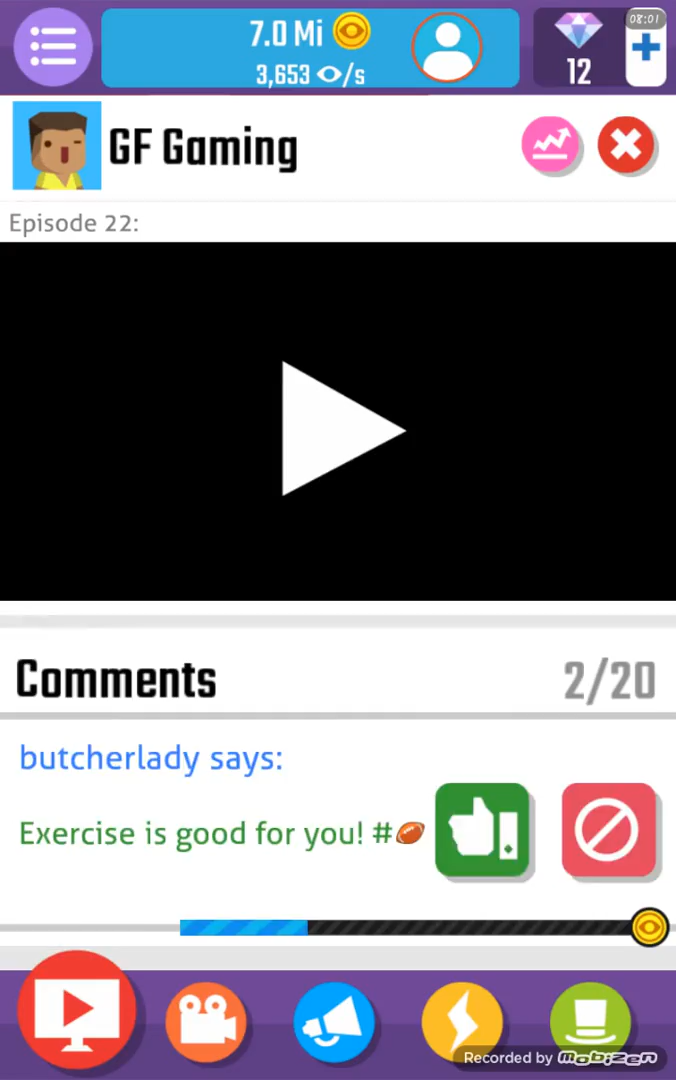 7.0 Mi
3,653 /s
12
08:01
GF Gaming
Episode 22:
Comments
2/20
butcherlady says:
Exercise is good for you! #🏈
Recorded by Mobizen